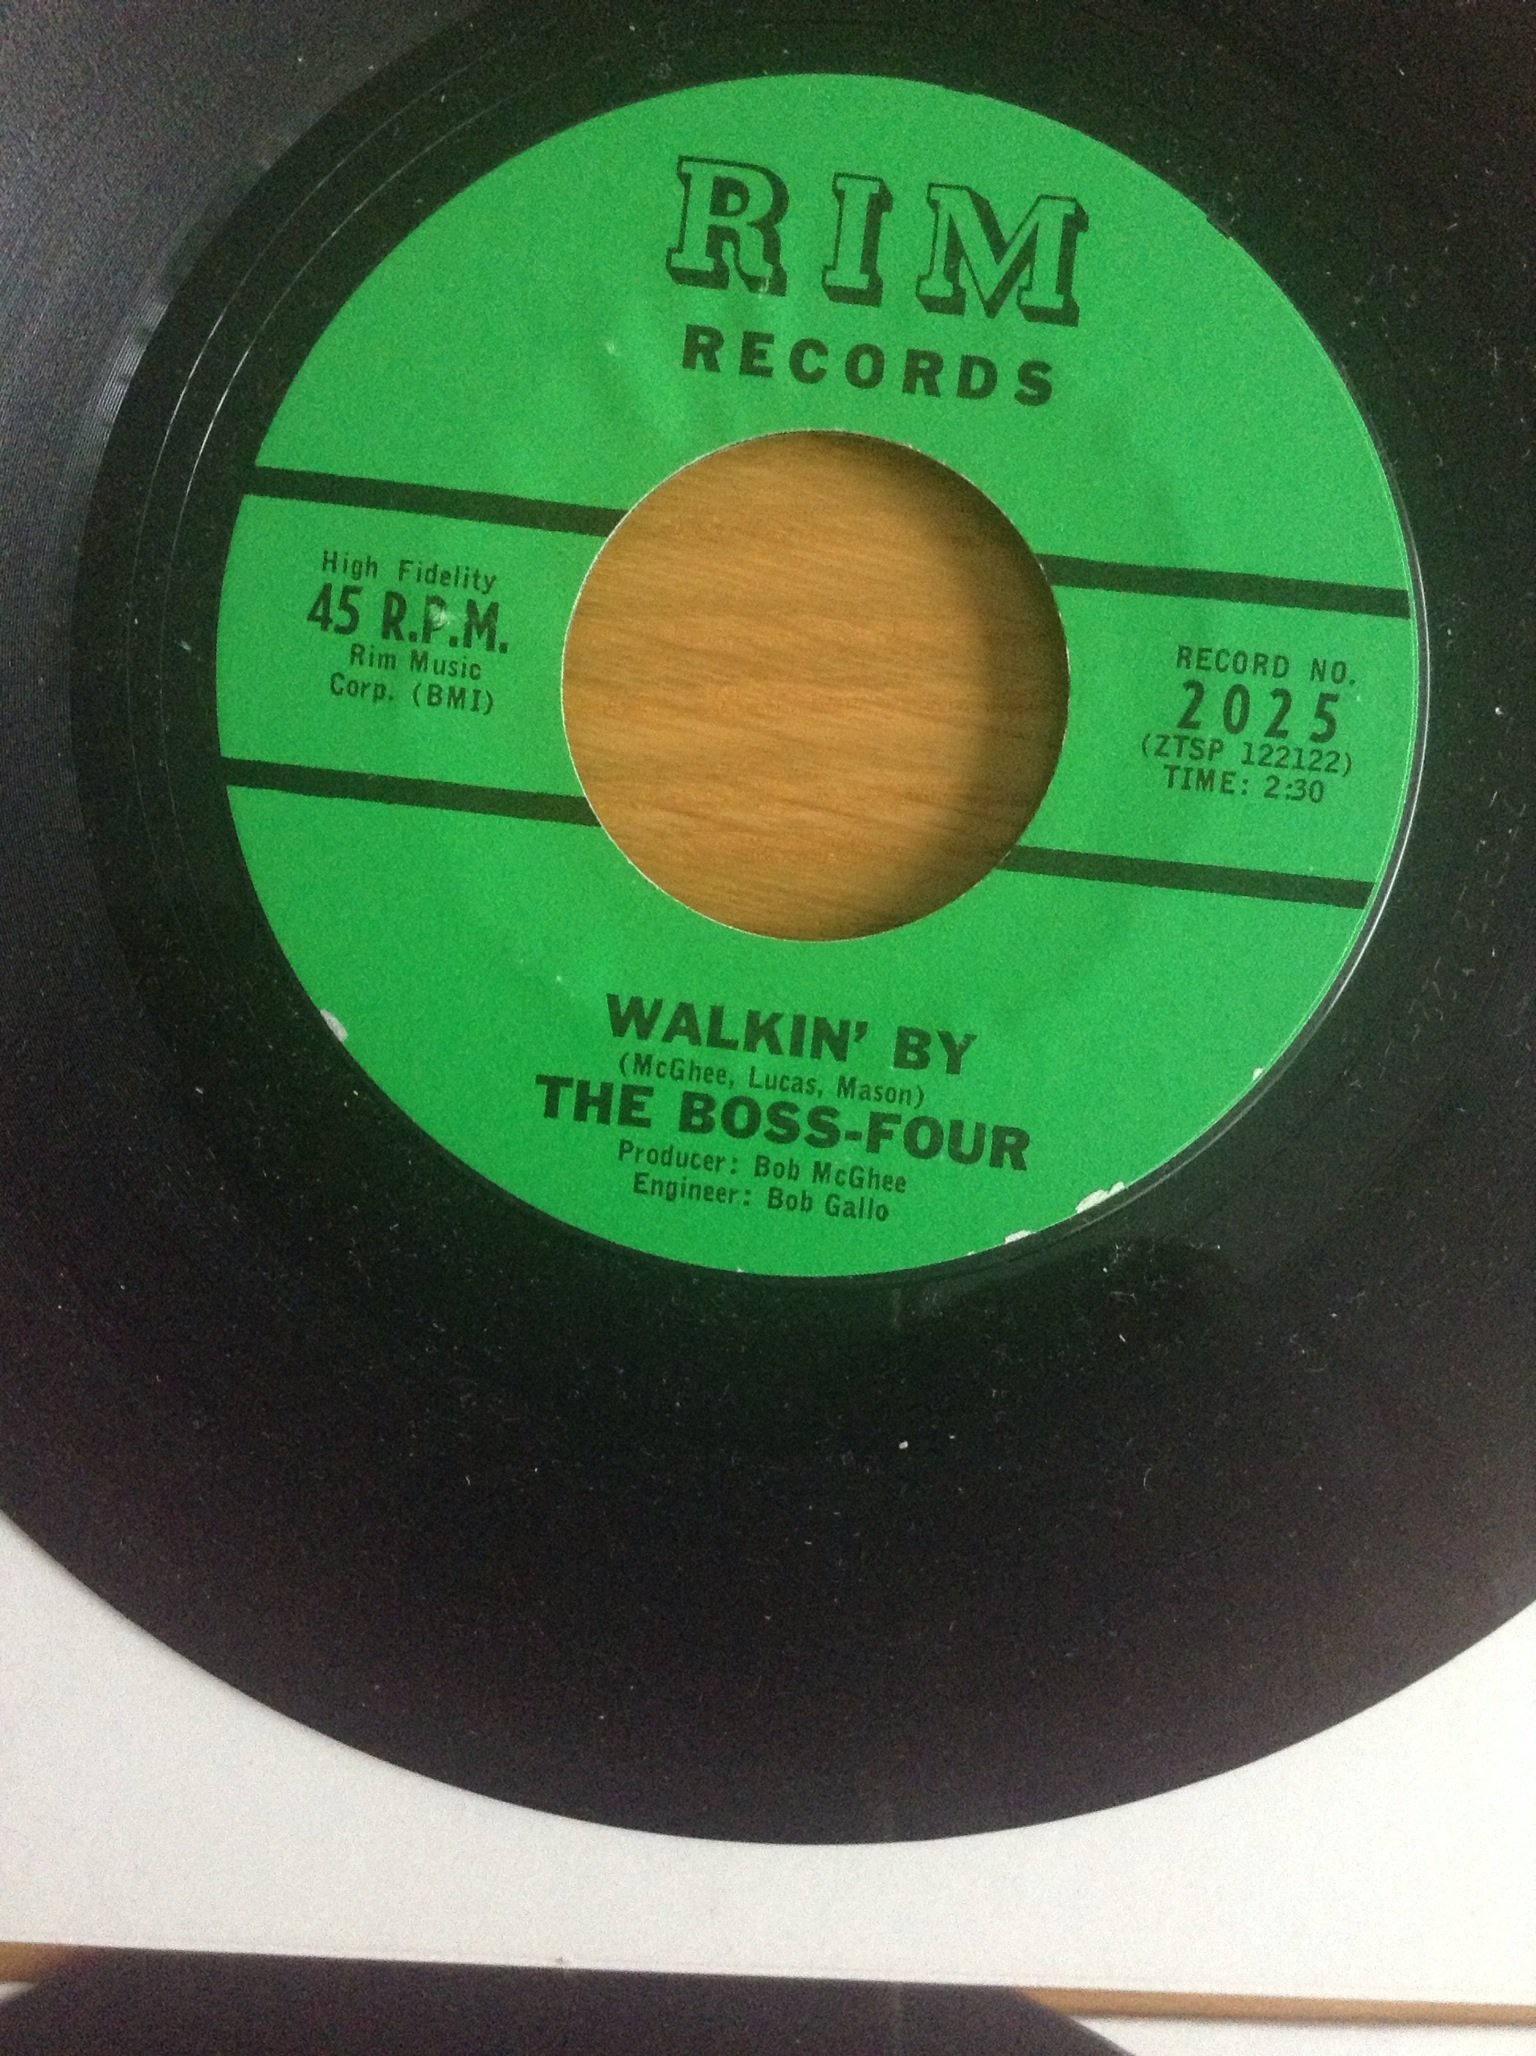 RIM
RECORDS
High Fidelity
45 R.P.M.
Rim Music
Corp. (BMI)
RECORD NO.
2025
(ZTSP 122122)
TIME: 2:30
WALKIN' BY
(McGhee, Lucas, Mason)
THE BOSS-FOUR
Producer: Bob McGhee
Engineer: Bob Gallo